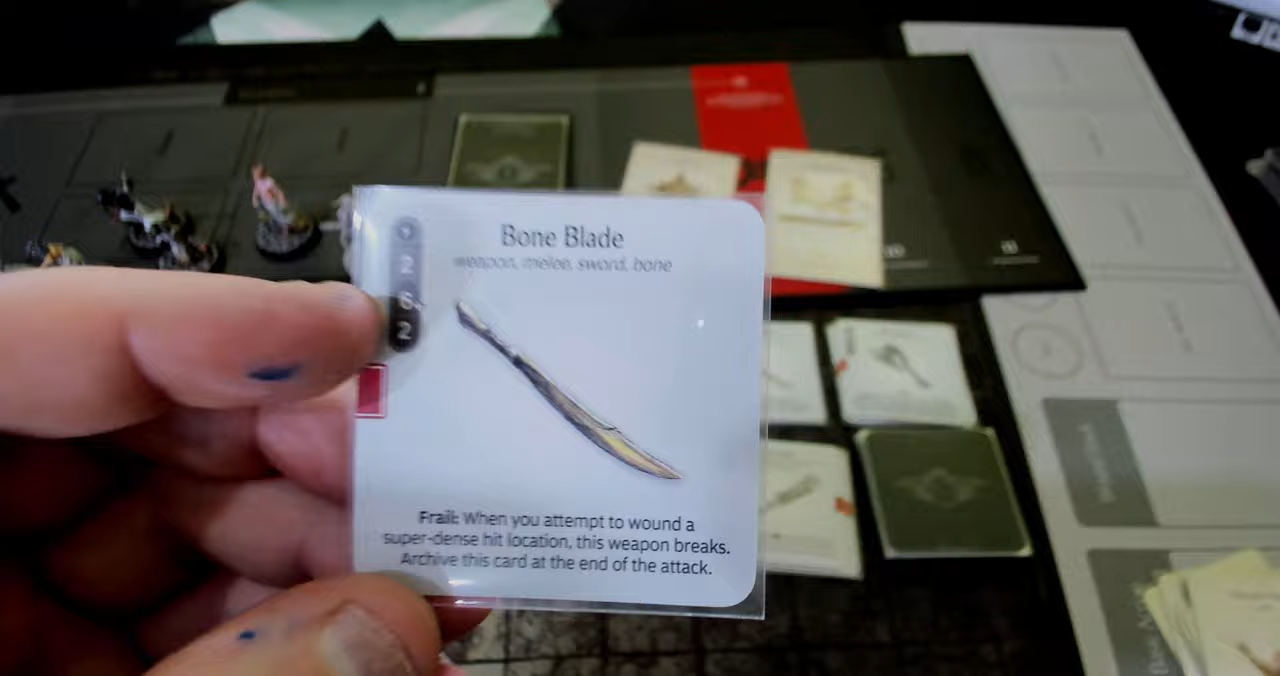 Bone Blade
weapon, melee, sword, bone
2
6
2
Frail: When you attempt to wound a
super-dense hit location, this weapon breaks.
Archive this card at the end of the attack.